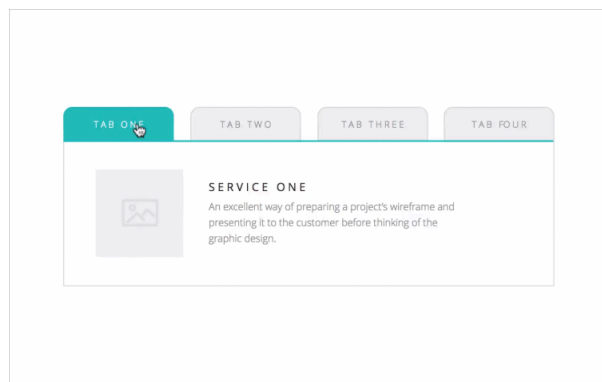 TAB ONE
TAB TWO
TAB THREE
TAB FOUR
SERVICE ONE
An excellent way of preparing a project's wireframe and
presenting it to the customer before thinking of the
graphic design.